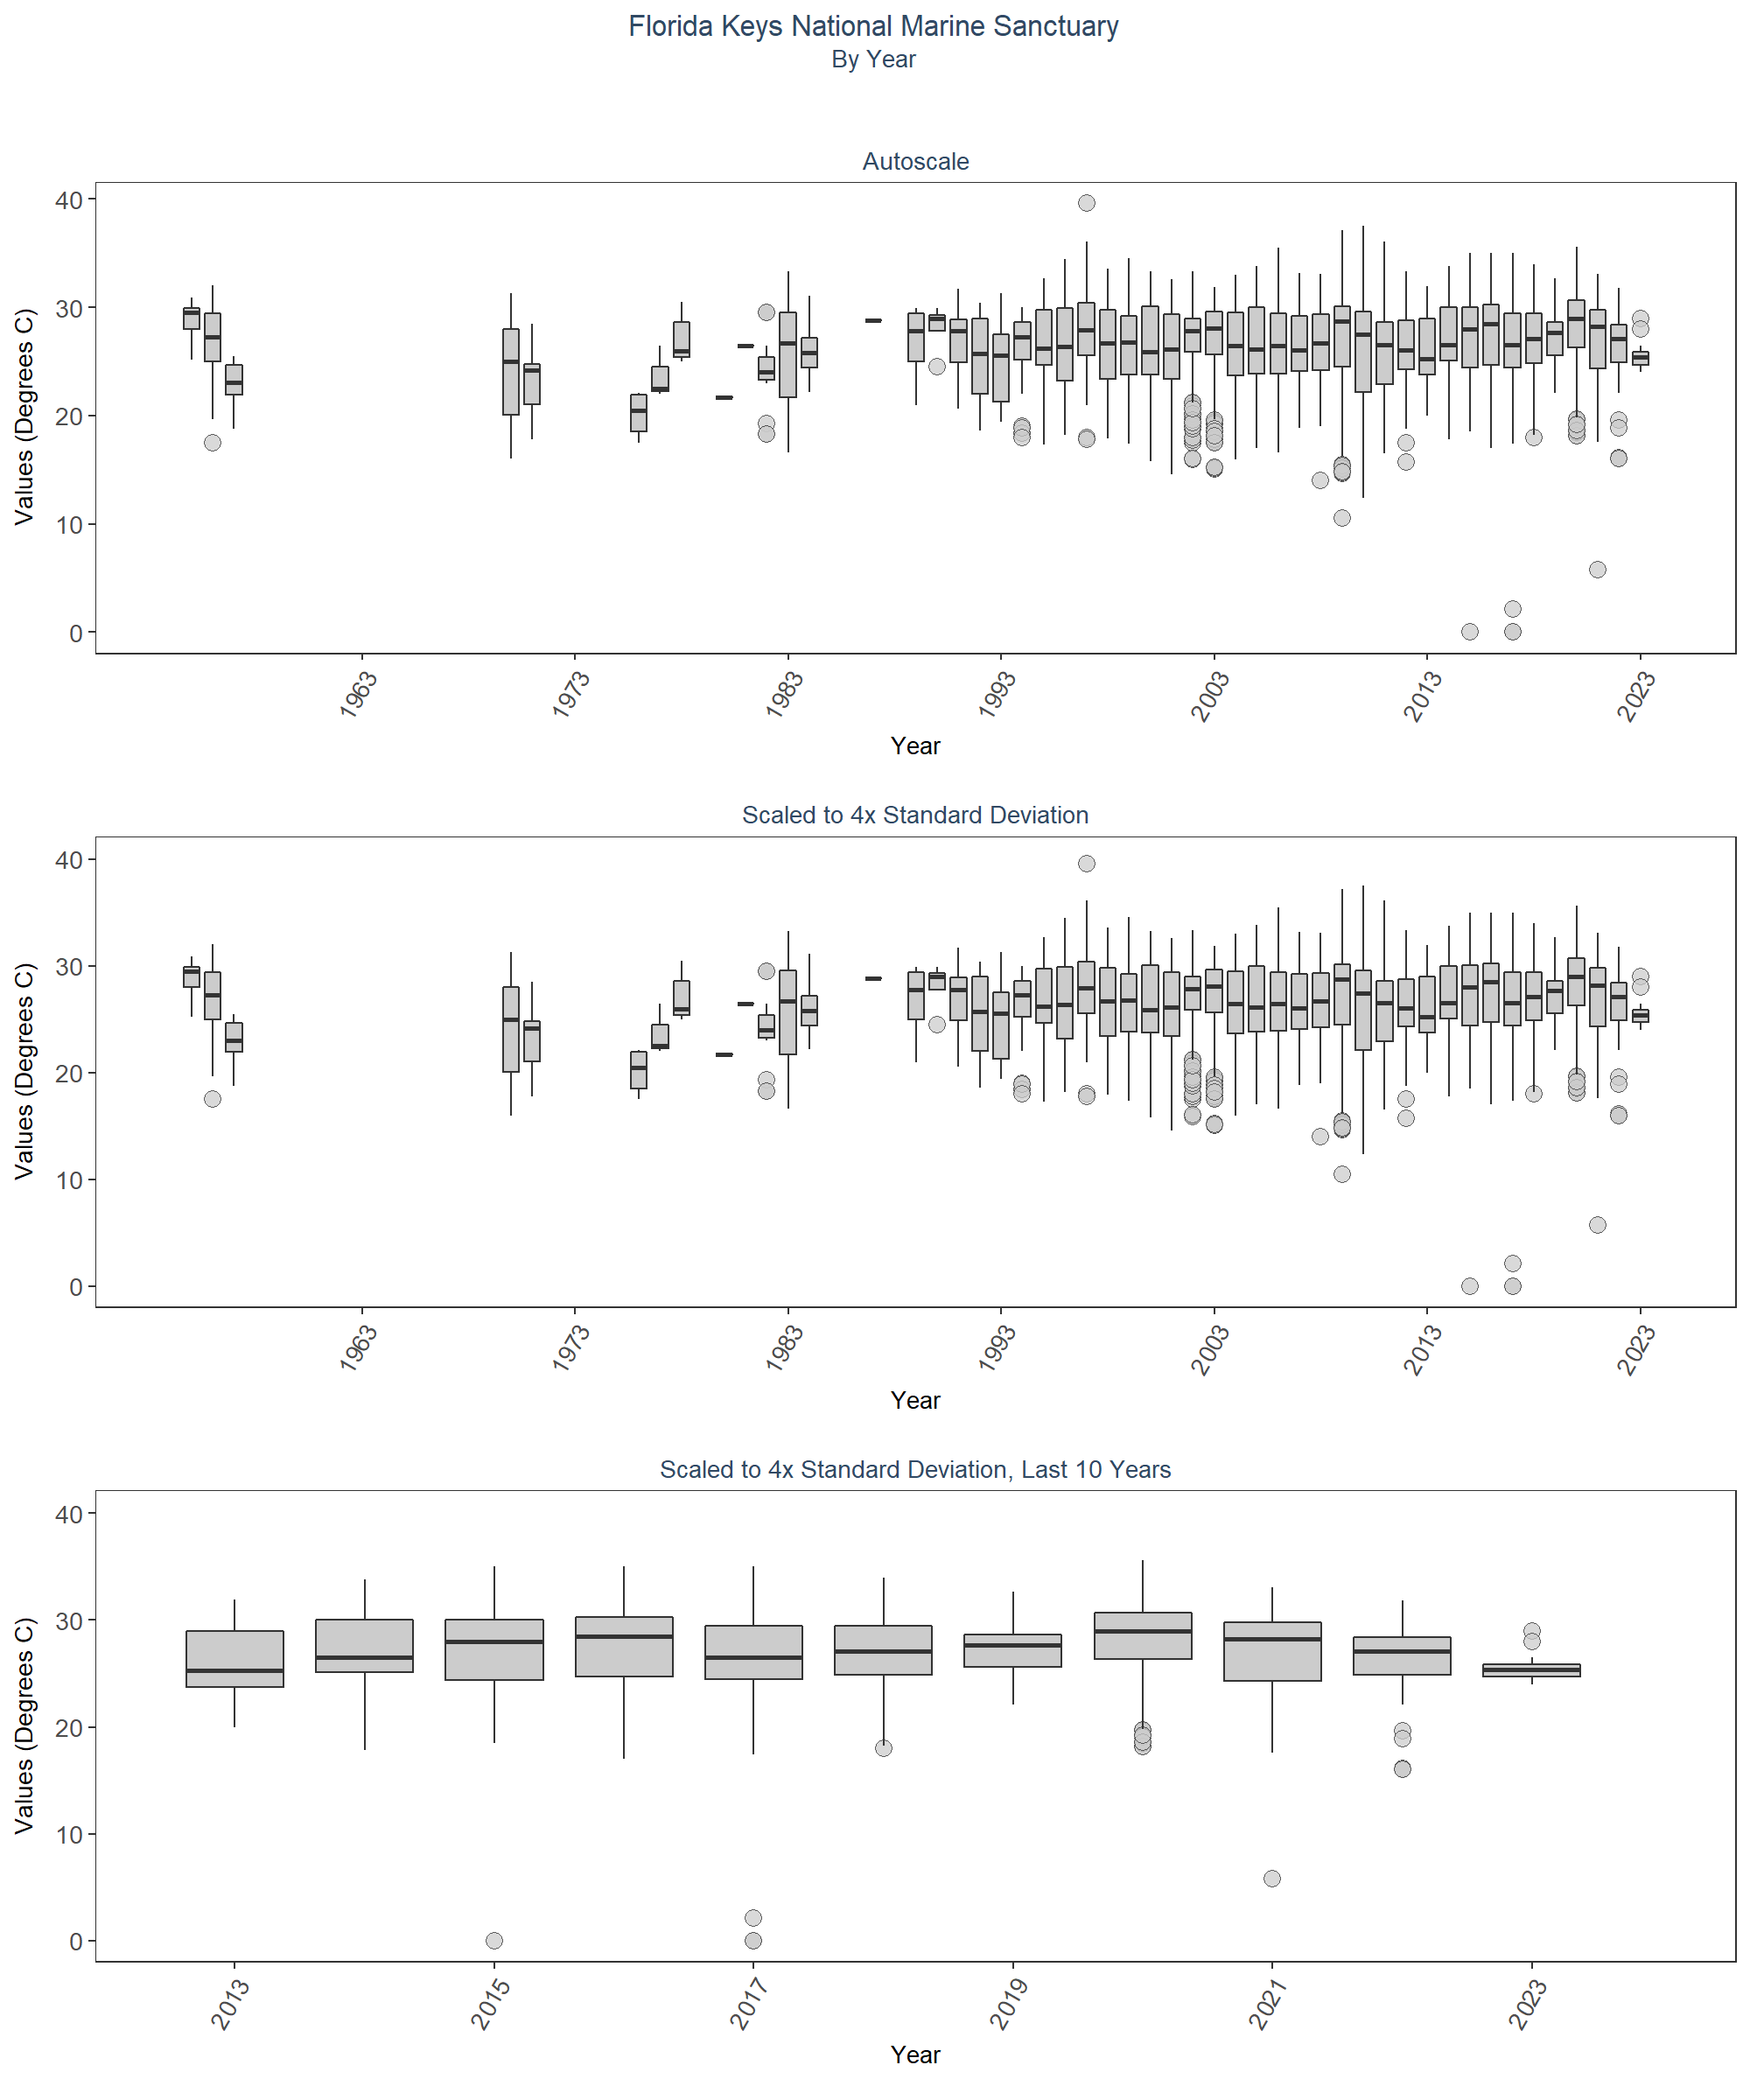 Florida Keys National Marine Sanctuary
By Year
Autoscale
Values (Degrees C)
40
30
20
10
0
1963 1973 1983 1993 2003 2013 2023
Year
Scaled to 4x Standard Deviation
Values (Degrees C)
40
30
20
10
0
1963 1973 1983 1993 2003 2013 2023
Year
Scaled to 4x Standard Deviation, Last 10 Years
Values (Degrees C)
40
30
20
10
0
2013 2015 2017 2019 2021 2023
Year